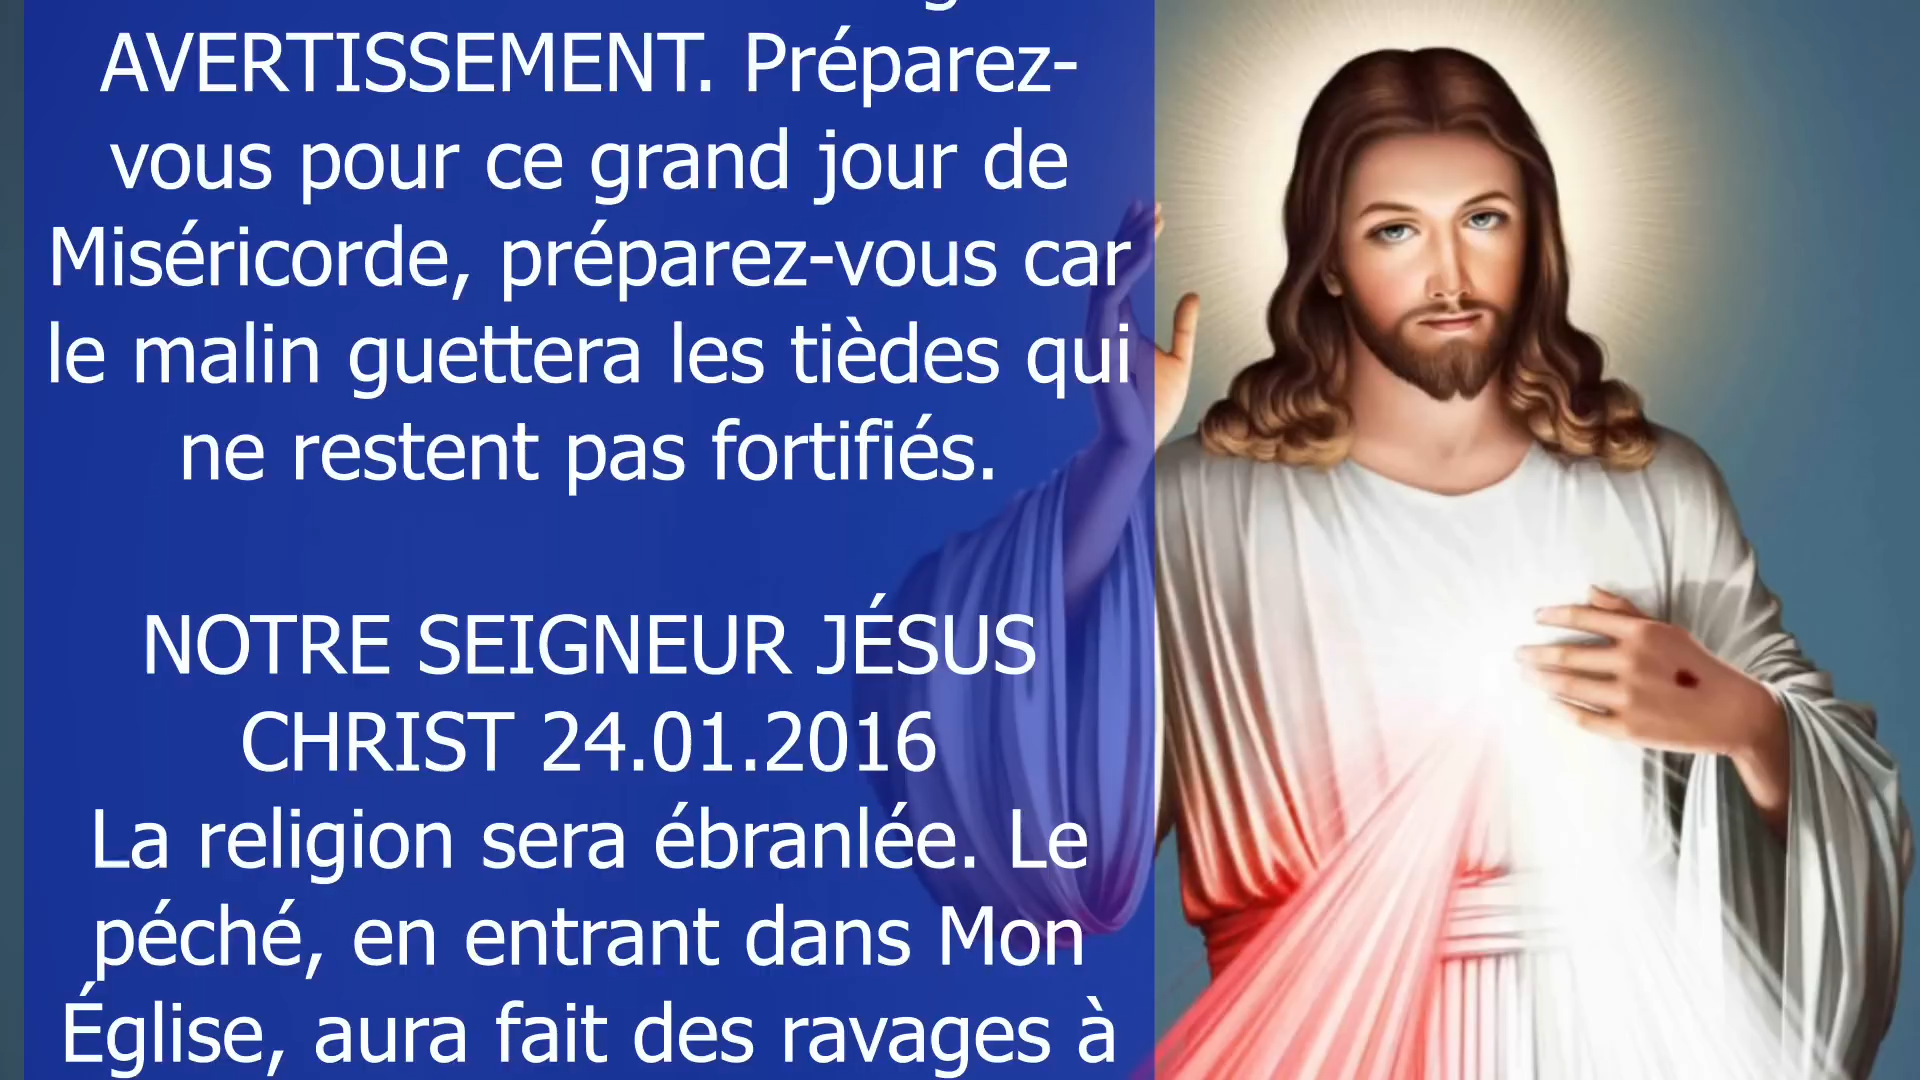 AVERTISSEMENT. Préparez-
vous pour ce grand jour de
Miséricorde, préparez-vous car
le malin guettera les tièdes qui
ne restent pas fortifiés.
NOTRE SEIGNEUR JÉSUS
CHRIST 24.01.2016
La religion sera ébranlée. Le
péché, en entrant dans Mon
Église, aura fait des ravages à